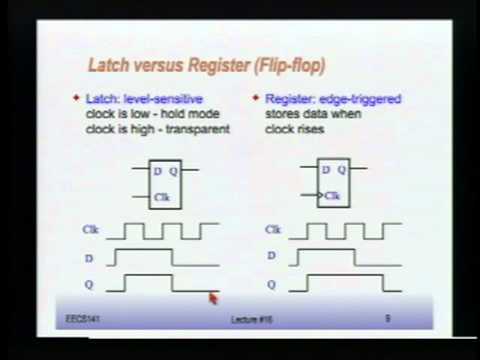 Latch versus Register (Flip-flop)
Latch: level-sensitive
clock is low - hold mode
clock is high - transparent
Register: edge-triggered
stores data when
clock rises
D Q
Clk
D Q
Clk
Clk
D
Q
Clk
D
Q
EECS141
Lecture #16
9